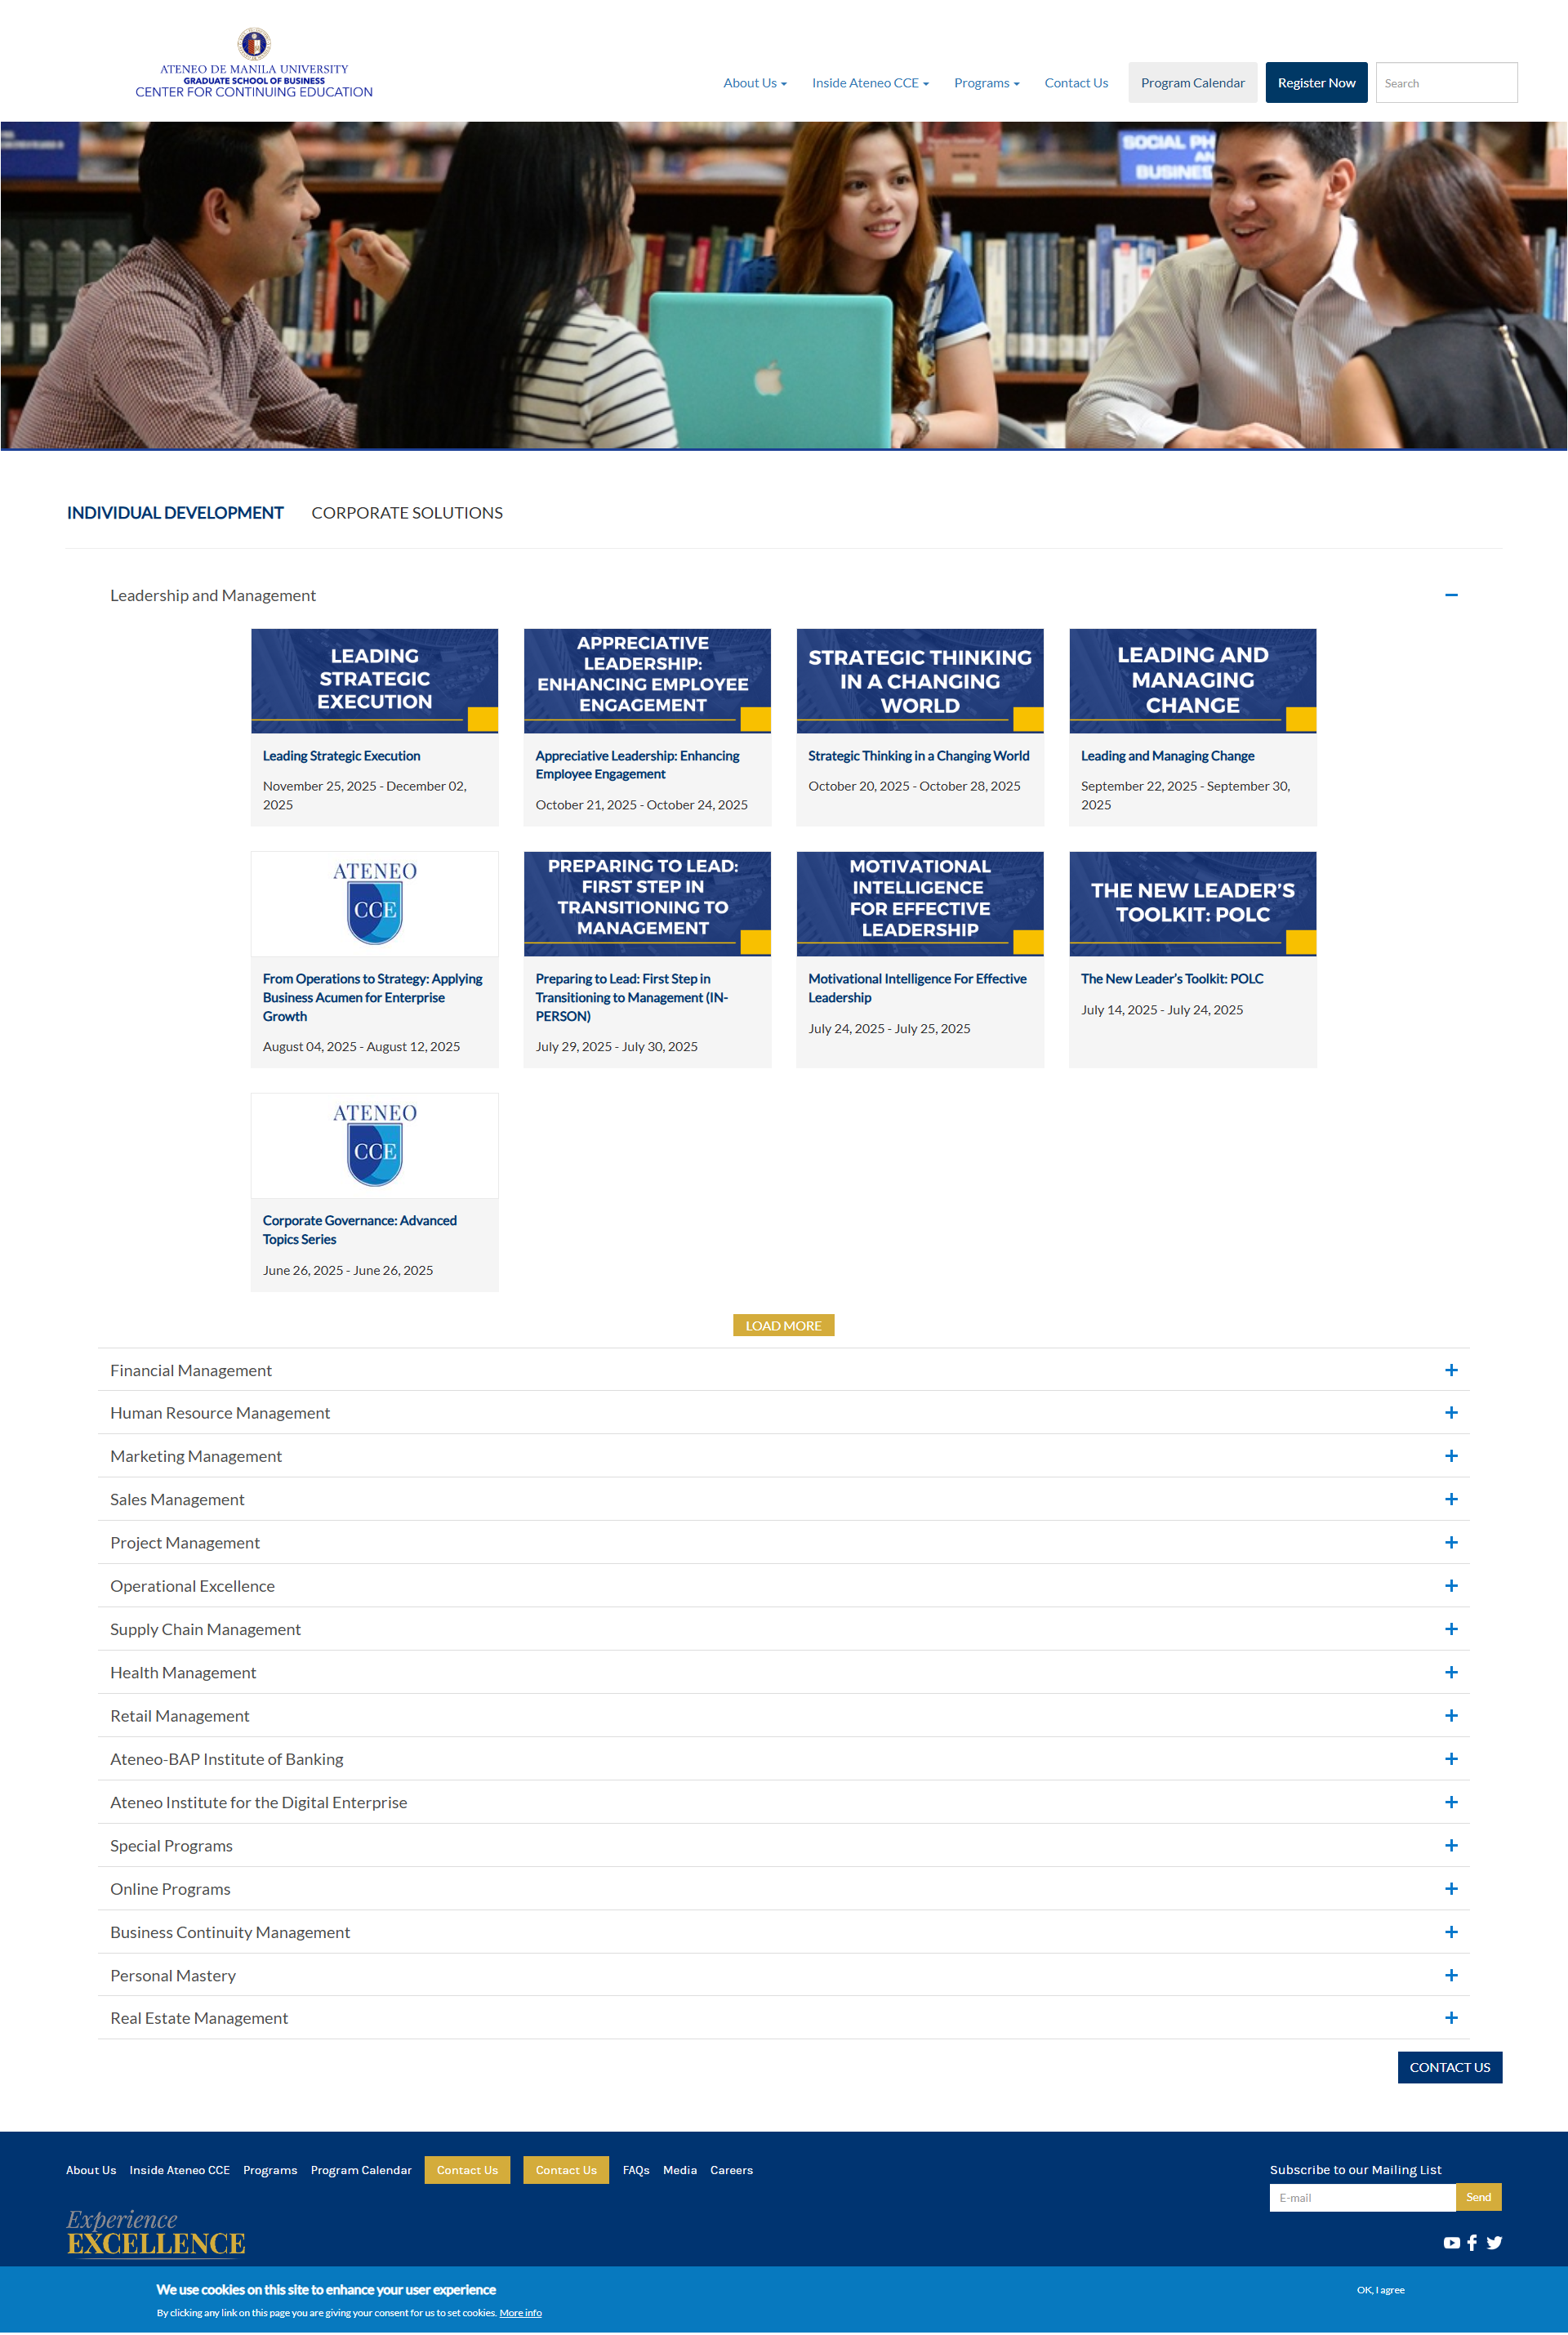 ATENEO DE MANILA UNIVERSITY
GRADUATE SCHOOL OF BUSINESS
CENTER FOR CONTINUING EDUCATION
About Us
Inside Ateneo CCE
Programs
Contact Us
Program Calendar
Register Now
Search
SOCIAL PH
AN
BUSINES
INDIVIDUAL DEVELOPMENT
CORPORATE SOLUTIONS
Leadership and Management
LEADING
STRATEGIC
EXECUTION
Leading Strategic Execution
November 25, 2025 - December 02,
2025
APPRECIATIVE
LEADERSHIP:
ENHANCING EMPLOYEE
ENGAGEMENT
Appreciative Leadership: Enhancing
Employee Engagement
October 21, 2025 - October 24, 2025
STRATEGIC THINKING
IN A CHANGING
WORLD
Strategic Thinking in a Changing World
October 20, 2025 - October 28, 2025
LEADING AND
MANAGING
CHANGE
Leading and Managing Change
September 22, 2025 - September 30,
2025
ATENEO
CCE
From Operations to Strategy: Applying
Business Acumen for Enterprise
Growth
August 04, 2025 - August 12, 2025
PREPARING TO LEAD:
FIRST STEP IN
TRANSITIONING TO
MANAGEMENT
Preparing to Lead: First Step in
Transitioning to Management (IN-
PERSON)
July 29, 2025 - July 30, 2025
MOTIVATIONAL
INTELLIGENCE
FOR EFFECTIVE
LEADERSHIP
Motivational Intelligence For Effective
Leadership
July 24, 2025 - July 25, 2025
THE NEW LEADER'S
TOOLKIT: POLC
The New Leader's Toolkit: POLC
July 14, 2025 - July 24, 2025
ATENEO
CCE
Corporate Governance: Advanced
Topics Series
June 26, 2025 - June 26, 2025
LOAD MORE
Financial Management
Human Resource Management
Marketing Management
Sales Management
Project Management
Operational Excellence
Supply Chain Management
Health Management
Retail Management
Ateneo-BAP Institute of Banking
Ateneo Institute for the Digital Enterprise
Special Programs
Online Programs
Business Continuity Management
Personal Mastery
Real Estate Management
CONTACT US
About Us
Inside Ateneo CCE
Programs
Program Calendar
Contact Us
Contact Us
FAQs
Media
Careers
Subscribe to our Mailing List
E-mail
Send
Experience
EXCELLENCE
We use cookies on this site to enhance your user experience
By clicking any link on this page you are giving your consent for us to set cookies. More info
OK, I agree